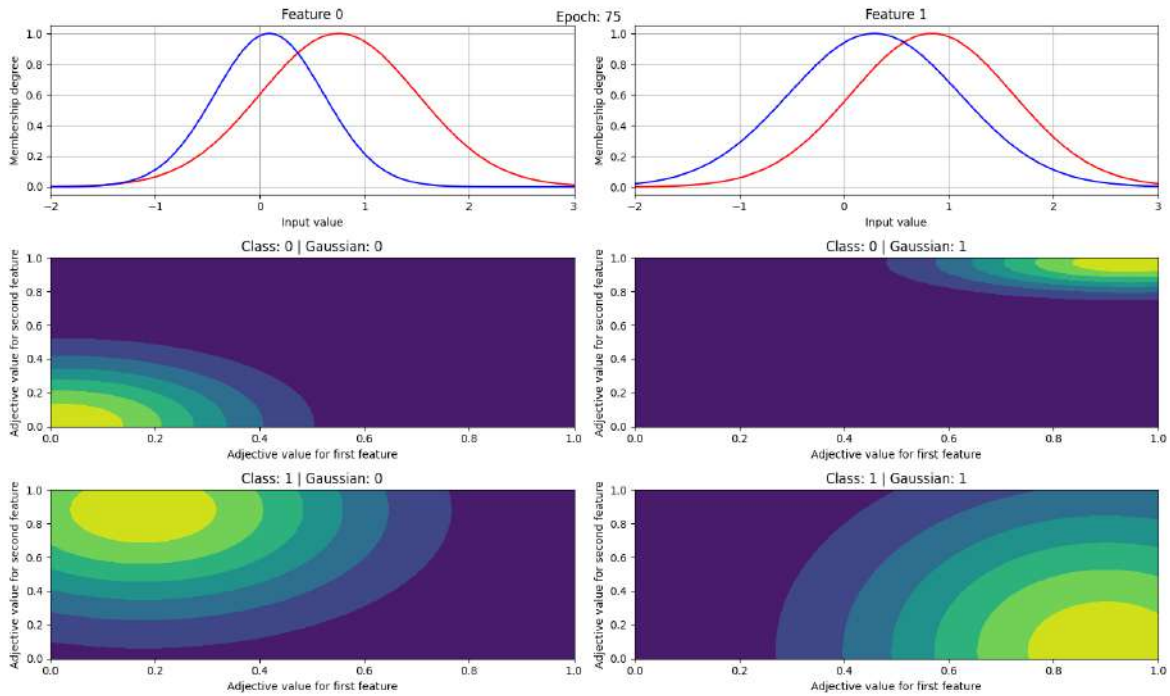 Epoch: 75
Feature 0
Membership degree
1.0
0.8
0.6
0.4
0.2
0.0
−2 −1 0 1 2 3
Input value
Feature 1
Membership degree
1.0
0.8
0.6
0.4
0.2
0.0
−2 −1 0 1 2 3
Input value
Class: 0 | Gaussian: 0
Adjective value for second feature
1.0
0.8
0.6
0.4
0.2
0.0
0.0 0.2 0.4 0.6 0.8 1.0
Adjective value for first feature
Class: 0 | Gaussian: 1
Adjective value for second feature
1.0
0.8
0.6
0.4
0.2
0.0
0.0 0.2 0.4 0.6 0.8 1.0
Adjective value for first feature
Class: 1 | Gaussian: 0
Adjective value for second feature
1.0
0.8
0.6
0.4
0.2
0.0
0.0 0.2 0.4 0.6 0.8 1.0
Adjective value for first feature
Class: 1 | Gaussian: 1
Adjective value for second feature
1.0
0.8
0.6
0.4
0.2
0.0
0.0 0.2 0.4 0.6 0.8 1.0
Adjective value for first feature